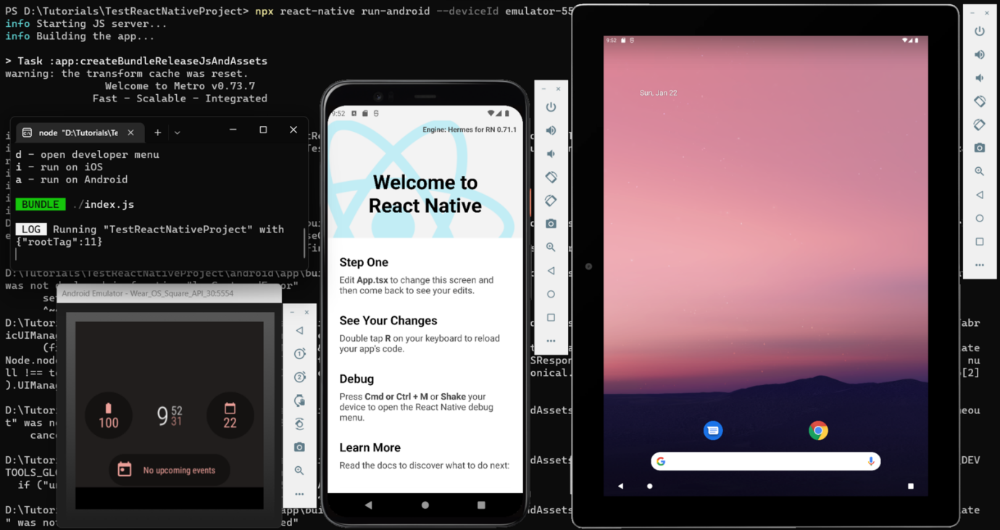 PS D:\Tutorials\TestReactNativeProject> npx react-native run-android --deviceId emulator-55
info Starting JS server...
info Building the app...
> Task :app:createBundleReleaseJsAndAssets
warning: the transform cache was reset.
Welcome to Metro v0.73.7
Fast - Scalable - Integrated
node "D:\Tutorials\Te
d - open developer menu
i - run on iOS
a - run on Android
BUNDLE ./index.js
LOG Running "TestReactNativeProject" with
{"rootTag":11}
D:\Tutorials\TestReactNativeProject\android\app\bui
Android Emulator - Wear_OS_Square_API_30:5554
100
9 52
31
22
No upcoming events
D:\Tutor
icUIManag
(fi
Node.node
ll !== t
).UIManag
D:\Tutor
t" was no
cance
D:\Tutor
TOOLS_GLO
if ("u
D:\Tutor
" was not
1
2
9:52
Engine: Hermes for RN 0.71.1
Welcome to
React Native
Step One
Edit App.tsx to change this screen and
then come back to see your edits.
See Your Changes
Double tap R on your keyboard to reload
your app's code.
Debug
Press Cmd or Ctrl + M or Shake your
device to open the React Native debug
menu.
Learn More
Read the docs to discover what to do next:
SRespon
onical.
dAssets
dAssets
dAssets
9:52
Sun, Jan 22
G
abr
ate
nu
[2]
eou
DEV
ate